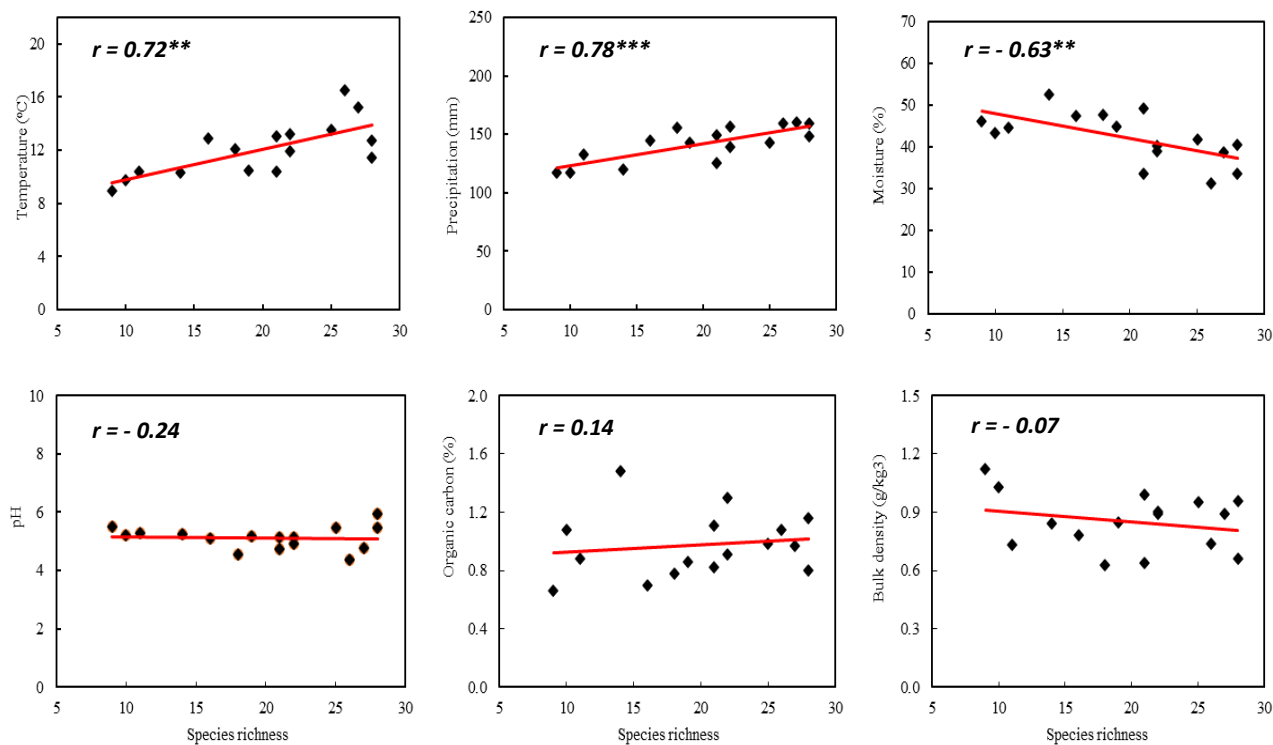 r = 0.72**
Temperature (ºC)
20
16
12
8
4
0
5 10 15 20 25 30
r = 0.78***
Precipitation (mm)
250
200
150
100
50
0
5 10 15 20 25 30
r = - 0.63**
Moisture (%)
70
60
50
40
30
20
10
0
5 10 15 20 25 30
r = - 0.24
pH
10
8
6
4
2
0
5 10 15 20 25 30
Species richness
r = 0.14
Organic carbon (%)
2.0
1.6
1.2
0.8
0.4
0.0
5 10 15 20 25 30
Species richness
r = - 0.07
Bulk density (g/kg3)
1.5
1.2
0.9
0.6
0.3
0.0
5 10 15 20 25 30
Species richness